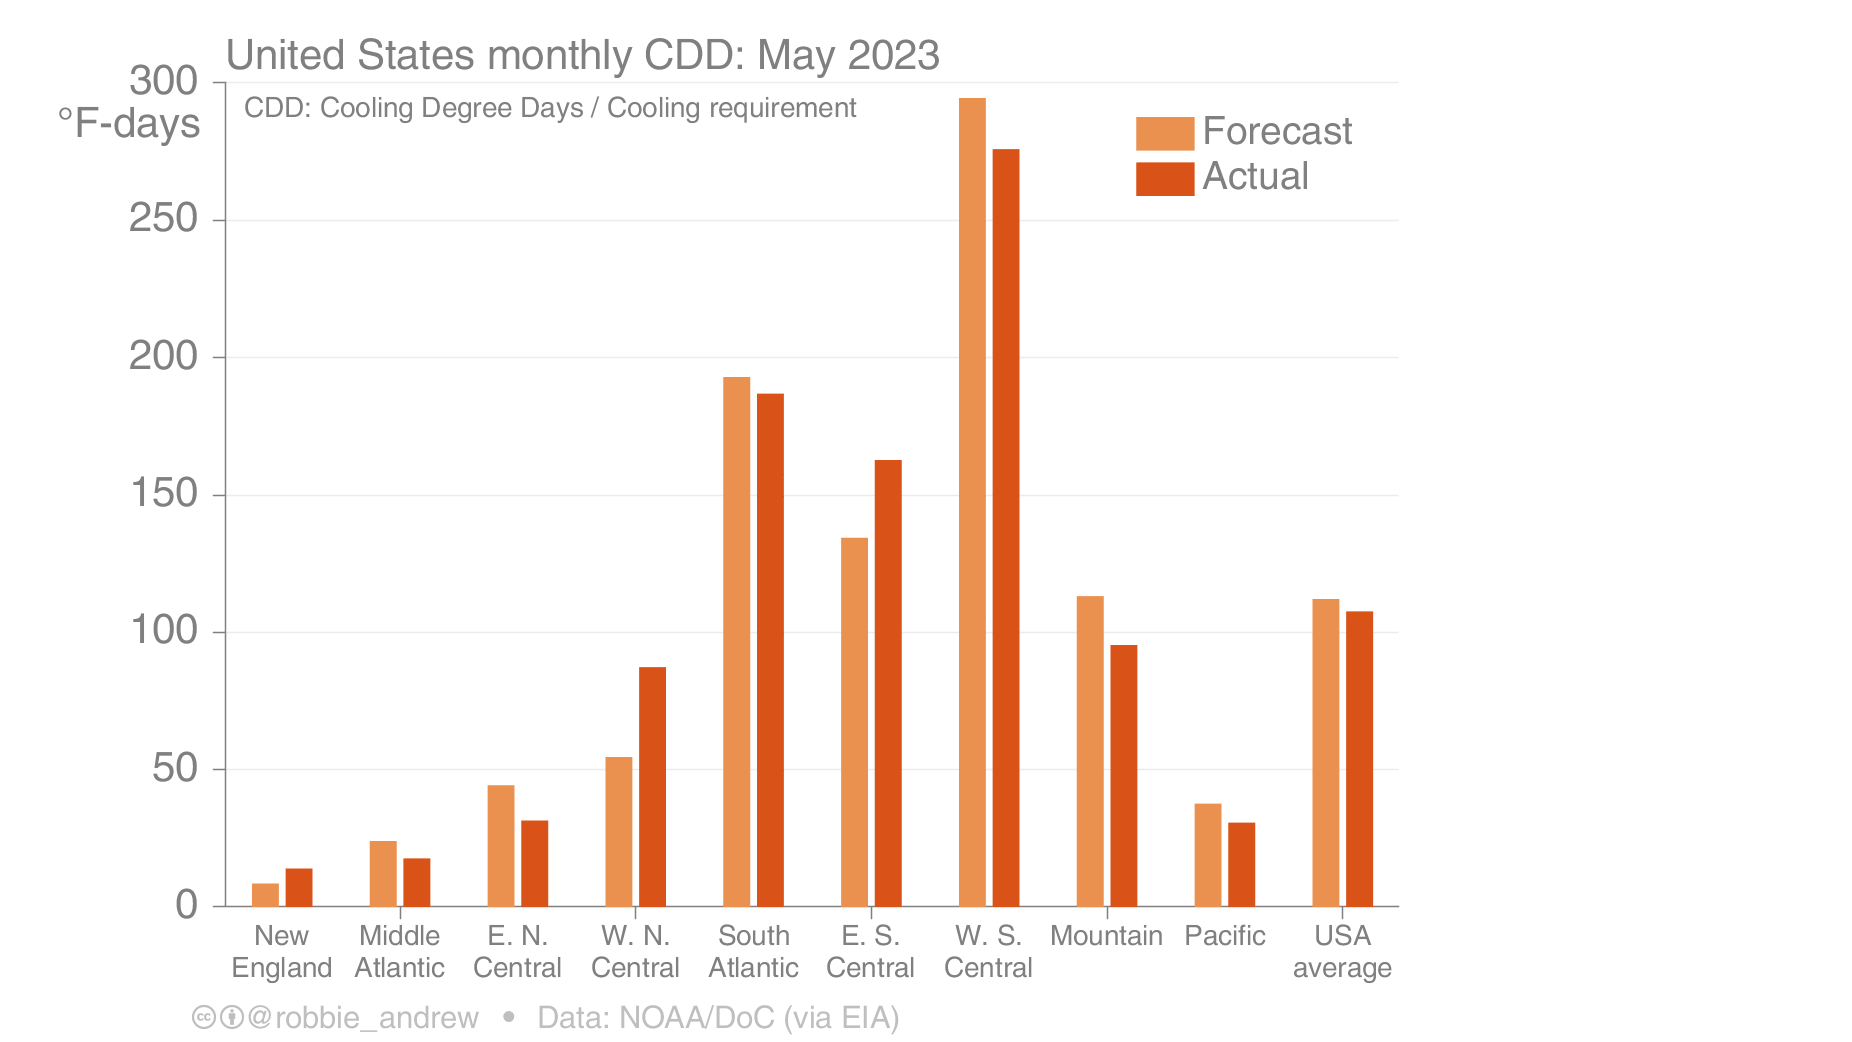 United States monthly CDD: May 2023
300
°F-days
CDD: Cooling Degree Days / Cooling requirement
Forecast
Actual
250
200
150
100
50
0
New England
Middle Atlantic
E. N. Central
W. N. Central
South Atlantic
E. S. Central
W. S. Central
Mountain
Pacific
USA average
@robbie_andrew • Data: NOAA/DoC (via EIA)